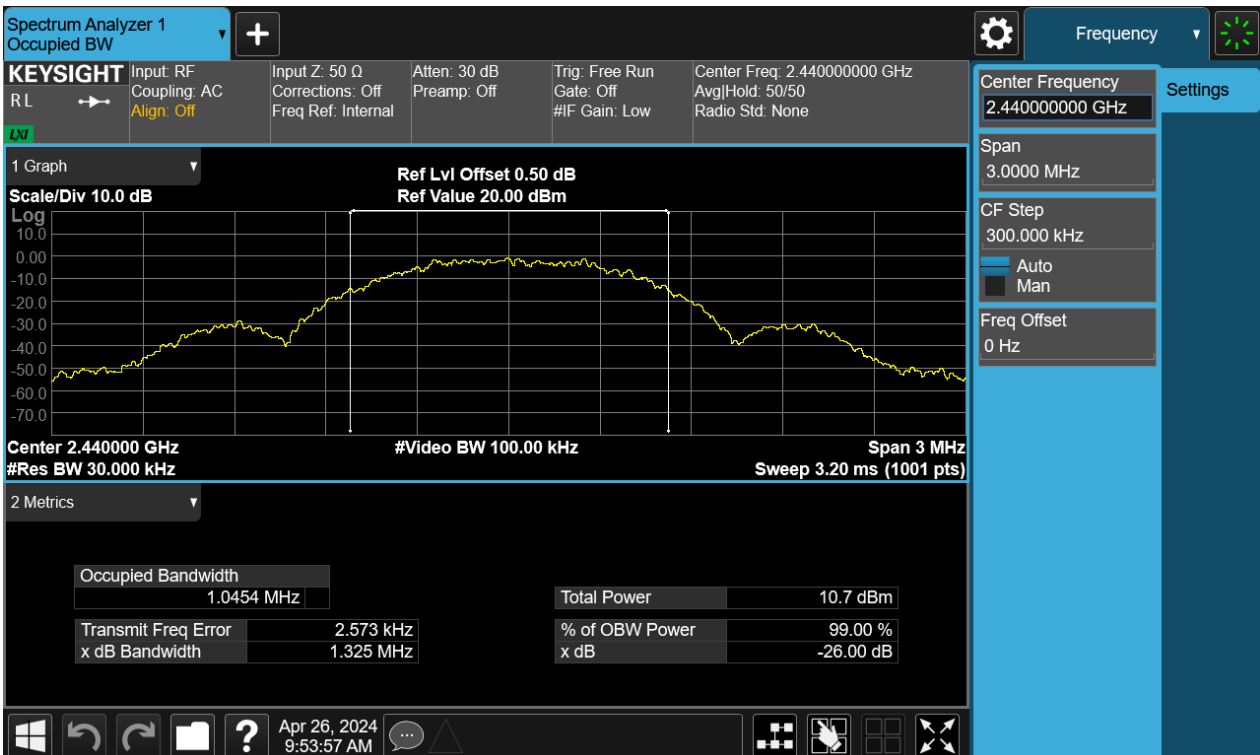 Spectrum Analyzer 1
Occupied BW
+
Frequency
KEYSIGHT
R L
LXI
Input: RF
Coupling: AC
Align: Off
Input Z: 50 Ω
Corrections: Off
Freq Ref: Internal
Atten: 30 dB
Preamp: Off
Trig: Free Run
Gate: Off
#IF Gain: Low
Center Freq: 2.440000000 GHz
Avg|Hold: 50/50
Radio Std: None
Center Frequency
2.440000000 GHz
Settings
Span
3.0000 MHz
CF Step
300.000 kHz
Auto
Man
Freq Offset
0 Hz
1 Graph
Scale/Div 10.0 dB
Ref Lvl Offset 0.50 dB
Ref Value 20.00 dBm
Log
10.0
0.00
-10.0
-20.0
-30.0
-40.0
-50.0
-60.0
-70.0
Center 2.440000 GHz
#Video BW 100.00 kHz
Span 3 MHz
#Res BW 30.000 kHz
Sweep 3.20 ms (1001 pts)
2 Metrics
Occupied Bandwidth
1.0454 MHz
Total Power 10.7 dBm
Transmit Freq Error 2.573 kHz
% of OBW Power 99.00 %
x dB Bandwidth 1.325 MHz
x dB -26.00 dB
?
Apr 26, 2024
9:53:57 AM